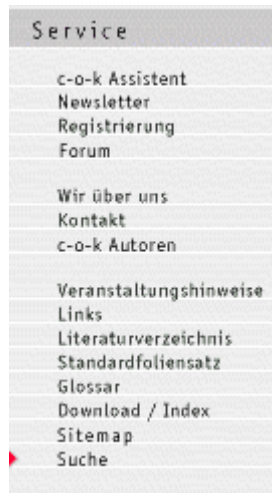 Service
c-o-k Assistent
Newsletter
Registrierung
Forum
Wir über uns
Kontakt
c-o-k Autoren
Veranstaltungshinweise
Links
Literaturverzeichnis
Standardfoliensatz
Glossar
Download / Index
Sitemap
Suche